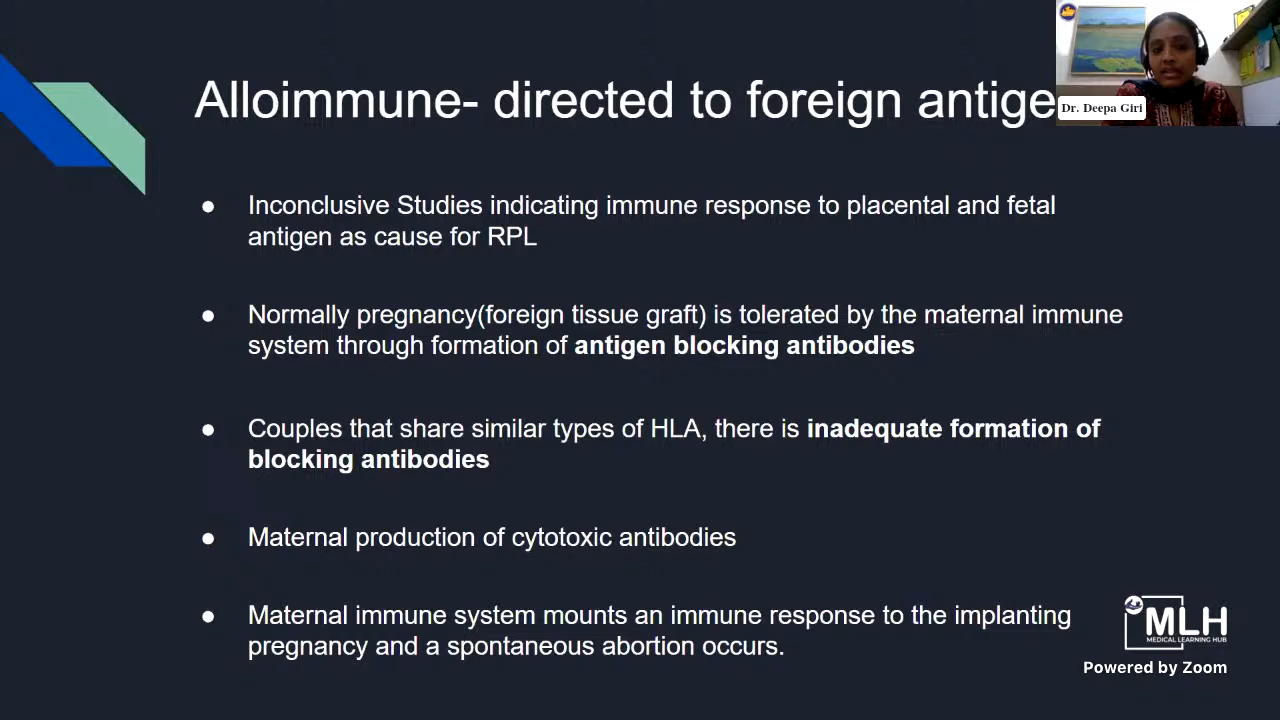 Alloimmune- directed to foreign antige
Dr. Deepa Giri
Inconclusive Studies indicating immune response to placental and fetal
antigen as cause for RPL
Normally pregnancy(foreign tissue graft) is tolerated by the maternal immune
system through formation of antigen blocking antibodies
Couples that share similar types of HLA, there is inadequate formation of
blocking antibodies
Maternal production of cytotoxic antibodies
Maternal immune system mounts an immune response to the implanting
pregnancy and a spontaneous abortion occurs.
MLH
MEDICAL LEARNING HUB
Powered by Zoom